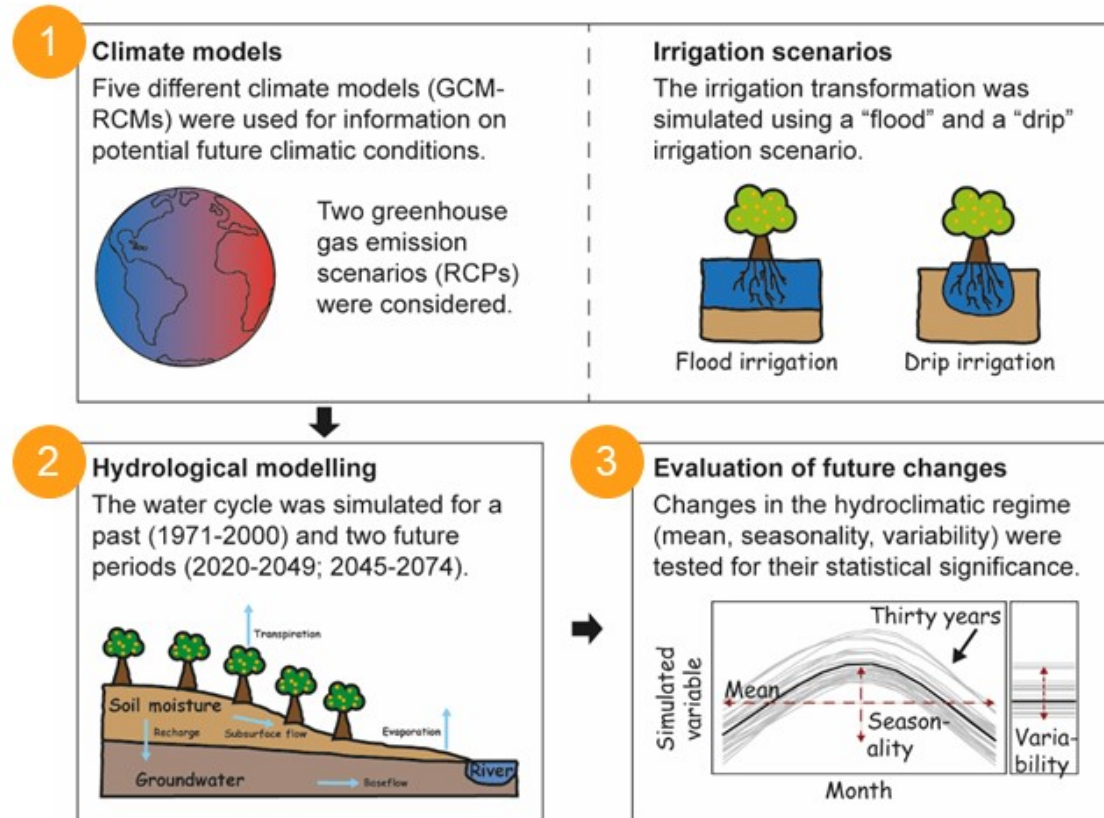 1
Climate models
Five different climate models (GCM-
RCMs) were used for information on
potential future climatic conditions.
Two greenhouse
gas emission
scenarios (RCPs)
were considered.
Irrigation scenarios
The irrigation transformation was
simulated using a “flood” and a “drip”
irrigation scenario.
Flood irrigation
Drip irrigation
2
Hydrological modelling
The water cycle was simulated for a
past (1971-2000) and two future
periods (2020-2049; 2045-2074).
Transpiration
Soil moisture
Recharge
Subsurface flow
Evaporation
Groundwater
Baseflow
River
3
Evaluation of future changes
Changes in the hydroclimatic regime
(mean, seasonality, variability) were
tested for their statistical significance.
Simulated
variable
Thirty years
Mean
Season-
ality
Varia-
bility
Month